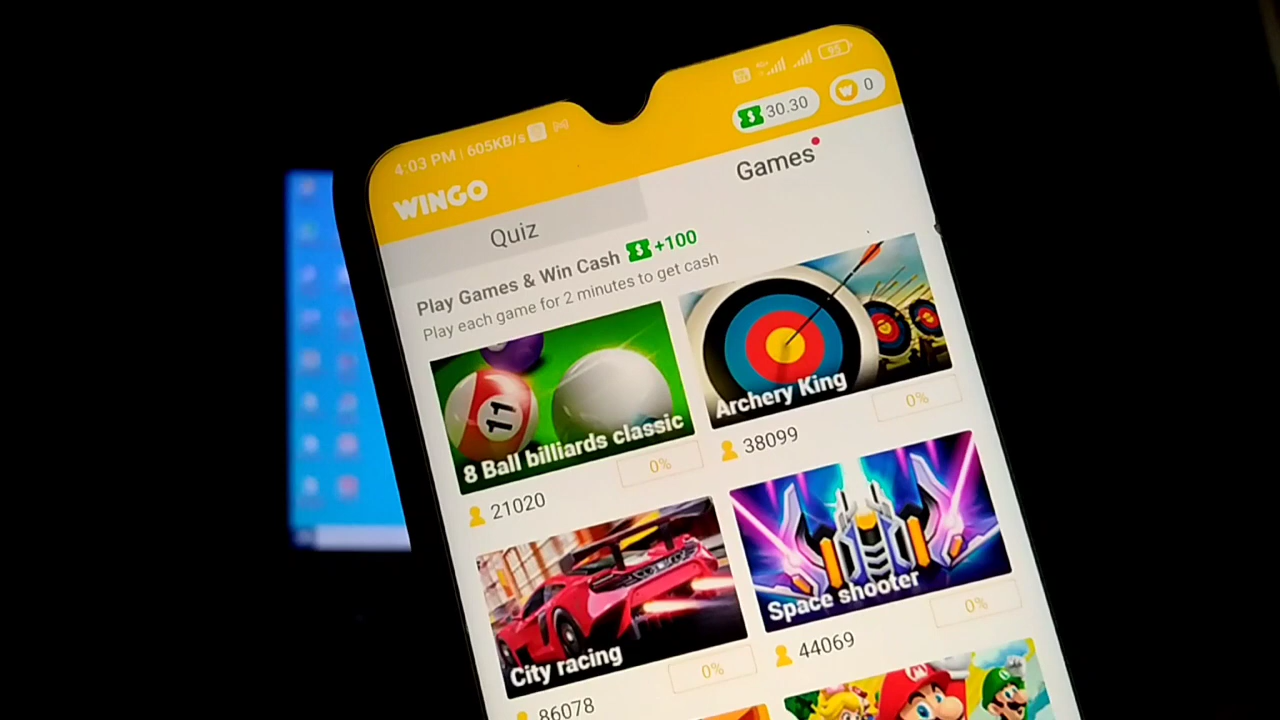 4:03 PM | 605KB/s
95
WINGO
30.30
0
Quiz
Games
Play Games & Win Cash +100
Play each game for 2 minutes to get cash
11
8 Ball billiards classic
Archery King
0%
0%
21020
38099
City racing
Space shooter
0%
0%
86078
44069